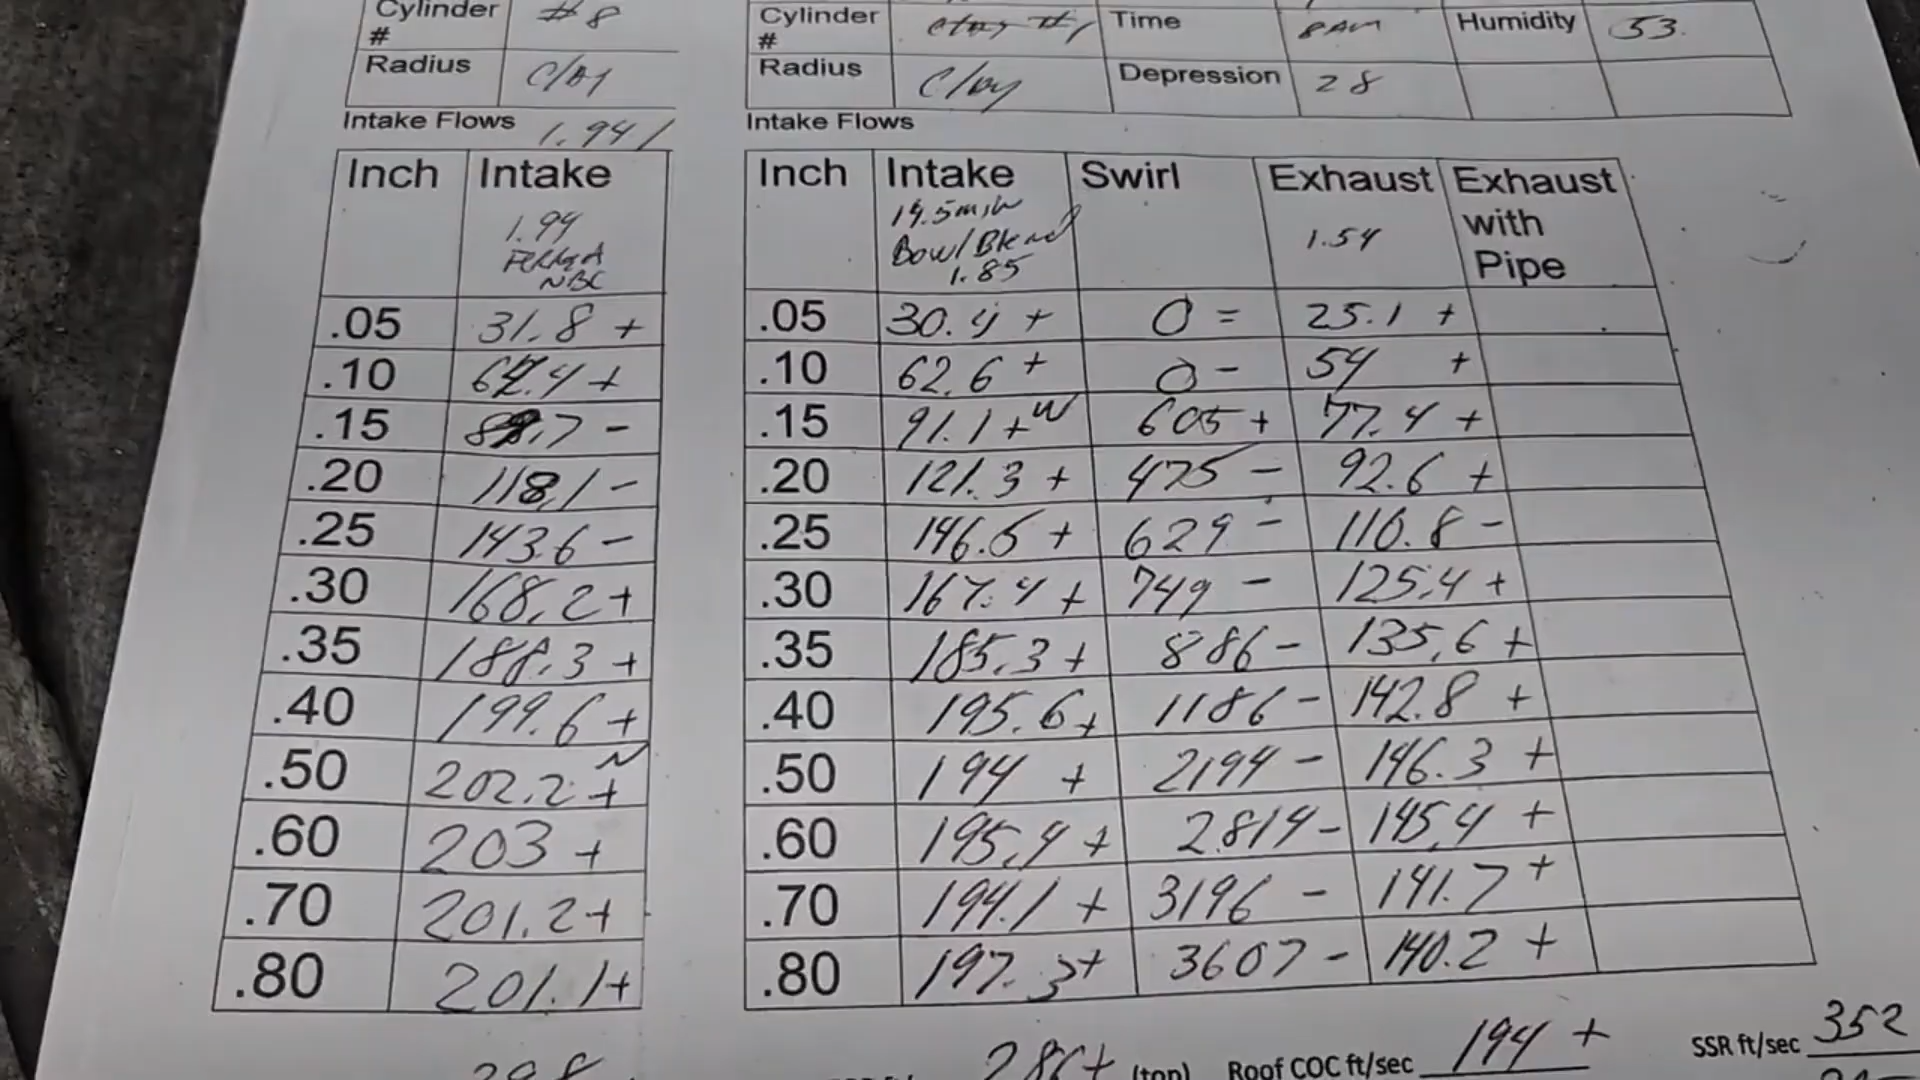 Cylinder # #8
Radius Clay
Intake Flows 1.94 /
Inch Intake
1.94
NBC
.05 31.8 +
.10 .4 +
.15 .7 -
.20 118.1 -
.25 143.6 -
.30 168.2 +
.35 188.3 +
.40 199.6 +
.50 202.2 +
.60 203 +
.70 201.2 +
.80 201.1 +
Cylinder # Time 8AM Humidity 53.
Radius Clay Depression 28
Intake Flows
Inch Intake Swirl Exhaust Exhaust with Pipe
Bowl Blend
1.85 1.54
.05 30.4 + 0 = 25.1 +
.10 62.6 + 0 - 54 +
.15 91.1 + 605 + 77.4 +
.20 121.3 + 475 - 92.6 +
.25 146.5 + 629 - 110.8 -
.30 167.4 + 749 - 125.4 +
.35 185.3 + 886 - 135.6 +
.40 195.6 + 1186 - 142.8 +
.50 194 + 2194 - 146.3 +
.60 195.4 + 2819 - 145.4 +
.70 194.1 + 3196 - 141.7 +
.80 197.3 + 3607 - 140.2 +
(top) Roof COC ft/sec 194 + SSR ft/sec 352